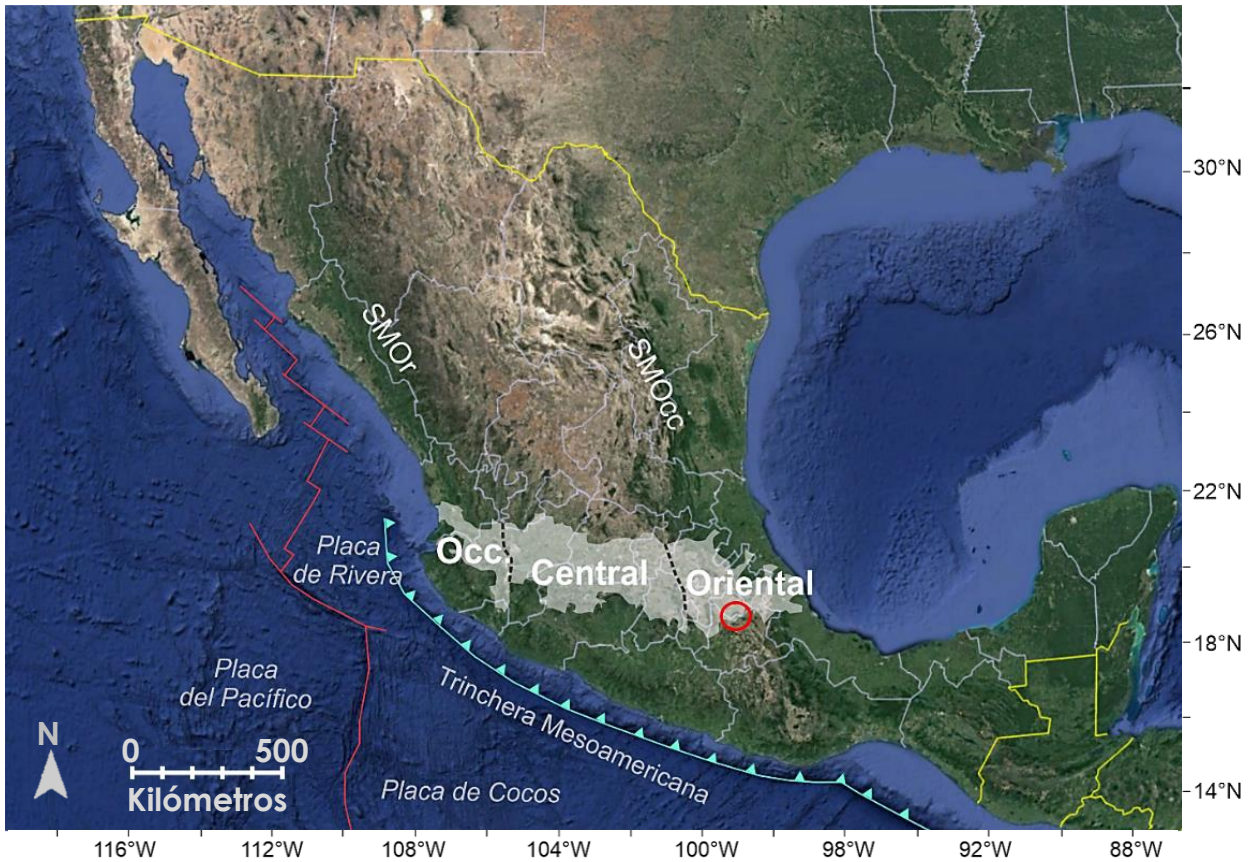 30°N
26°N
22°N
18°N
14°N
SMOr
SMOcc
Occ.
Central
Oriental
Placa
de Rivera
Placa
del Pacífico
Trinchera Mesoamericana
Placa de Cocos
N
0 500
Kilómetros
116°W 112°W 108°W 104°W 100°W 98°W 92°W 88°W